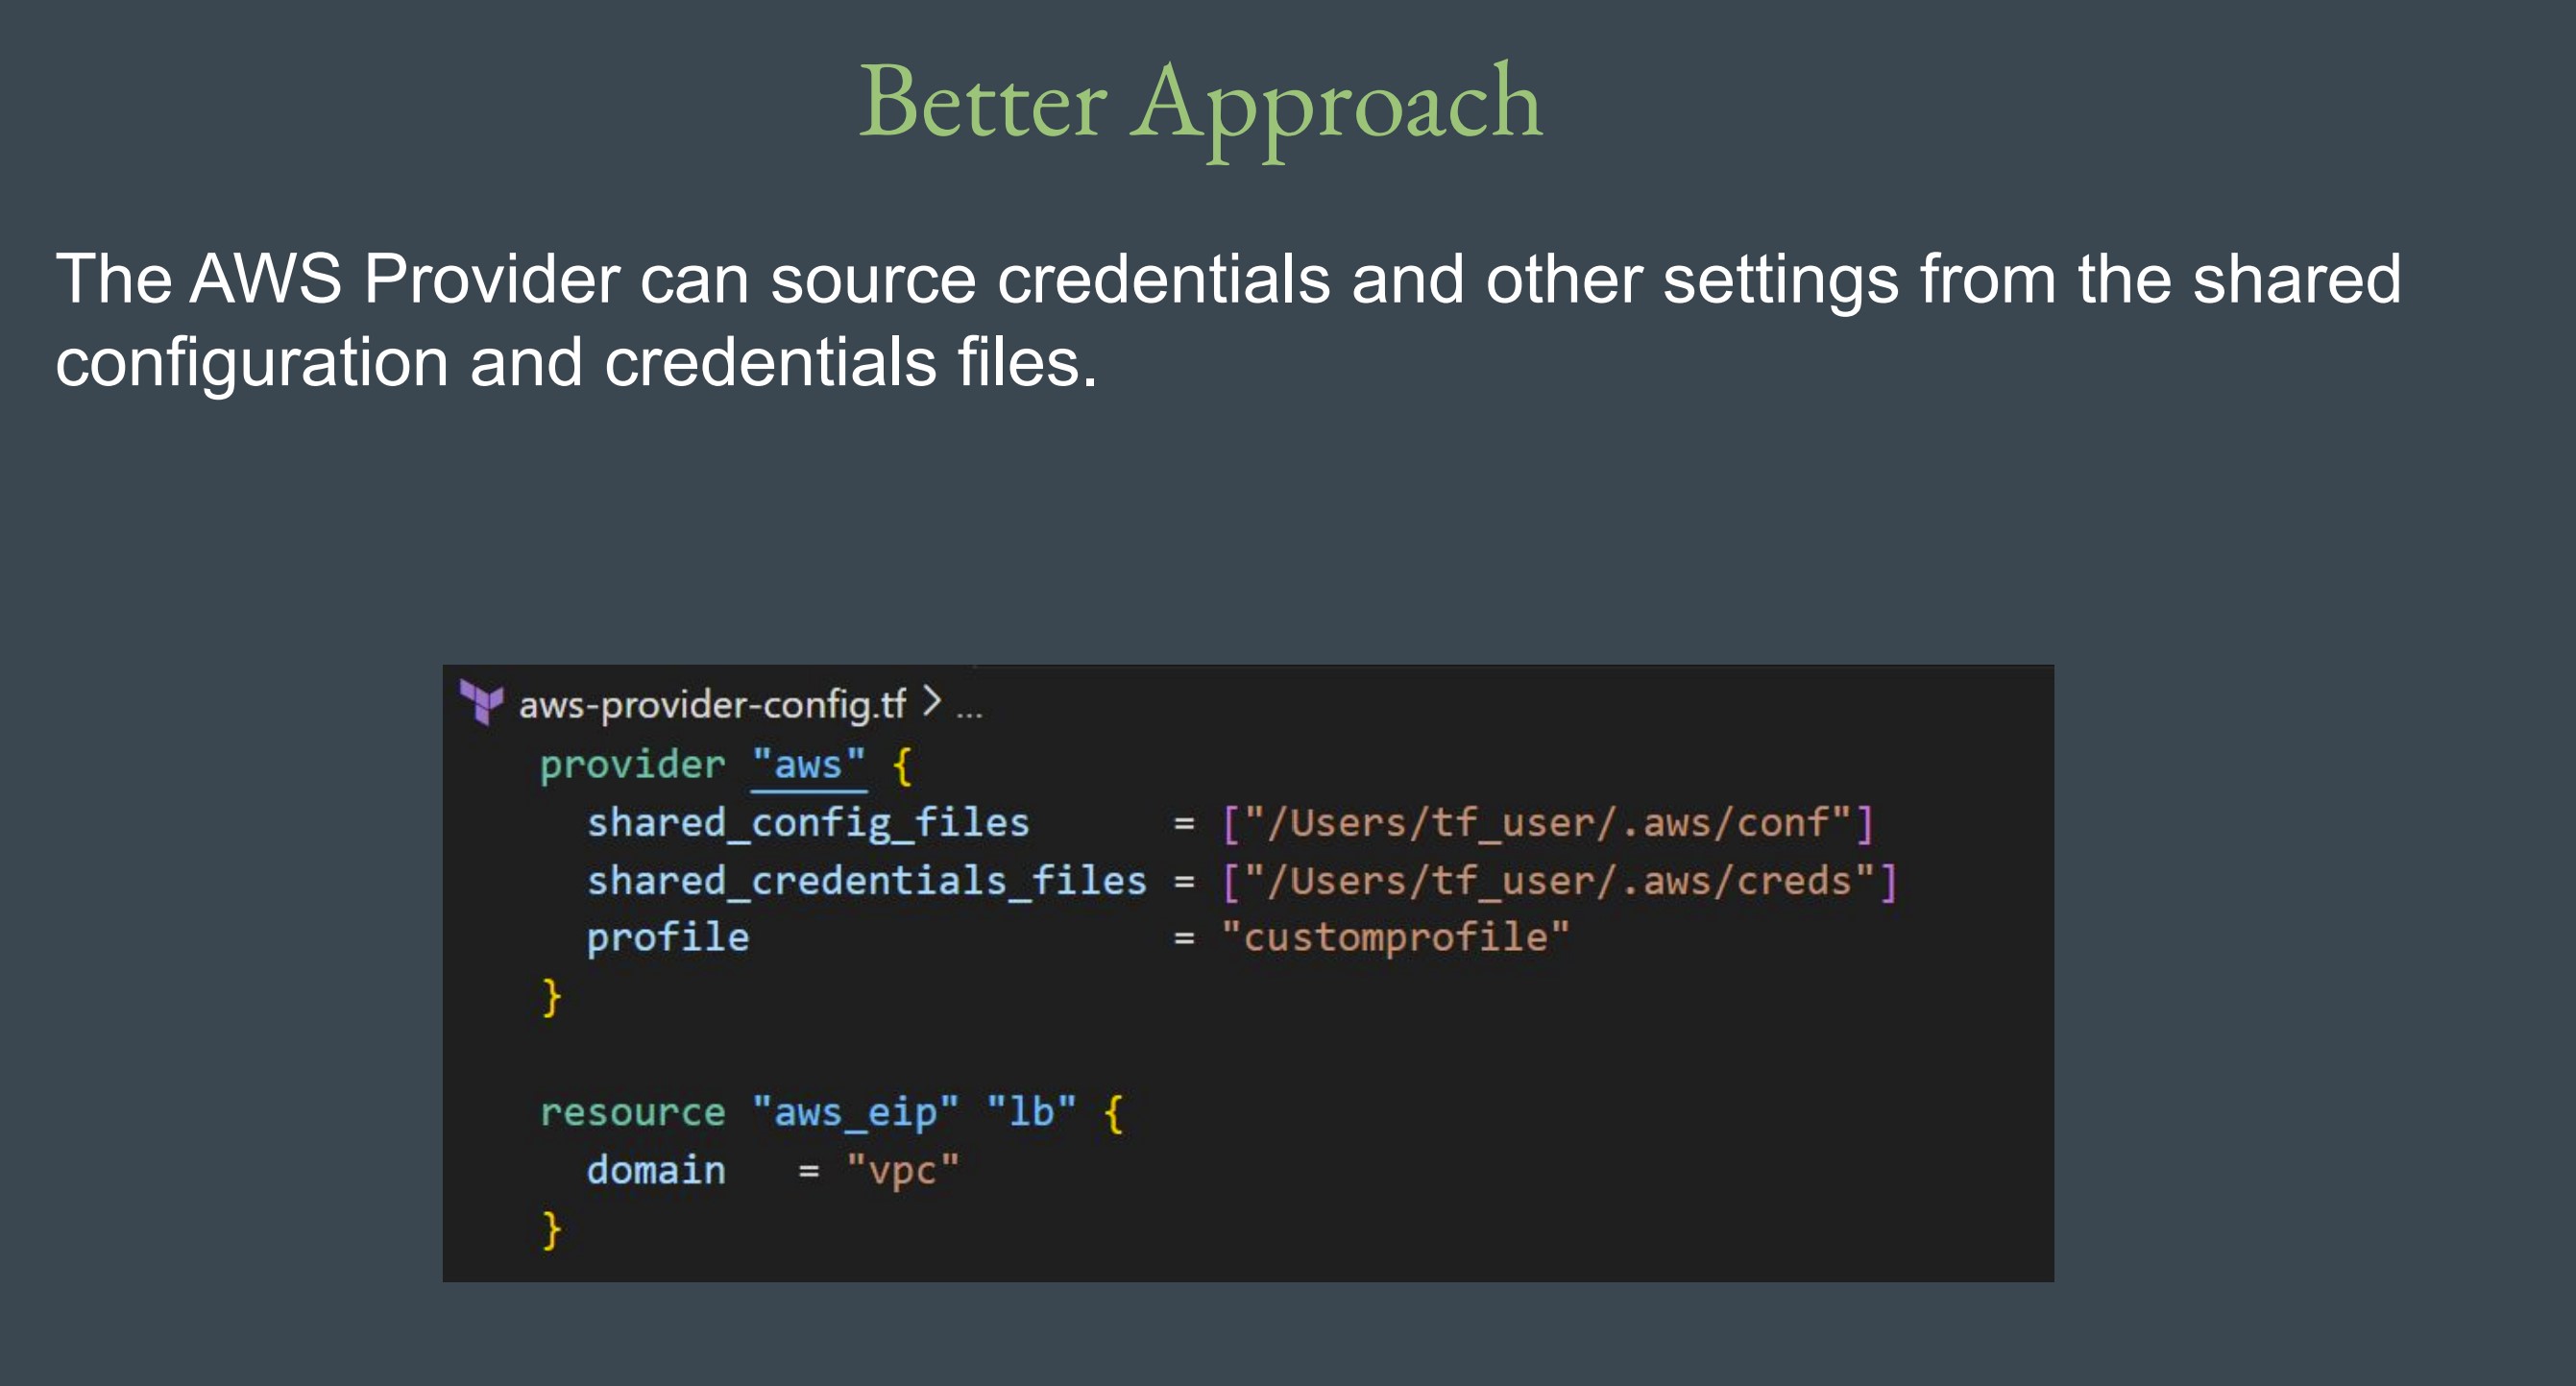 Better Approach
The AWS Provider can source credentials and other settings from the shared
configuration and credentials files.
aws-provider-config.tf > ...
provider "aws" {
  shared_config_files      = ["/Users/tf_user/.aws/conf"]
  shared_credentials_files = ["/Users/tf_user/.aws/creds"]
  profile                  = "customprofile"
}
resource "aws_eip" "lb" {
  domain   = "vpc"
}